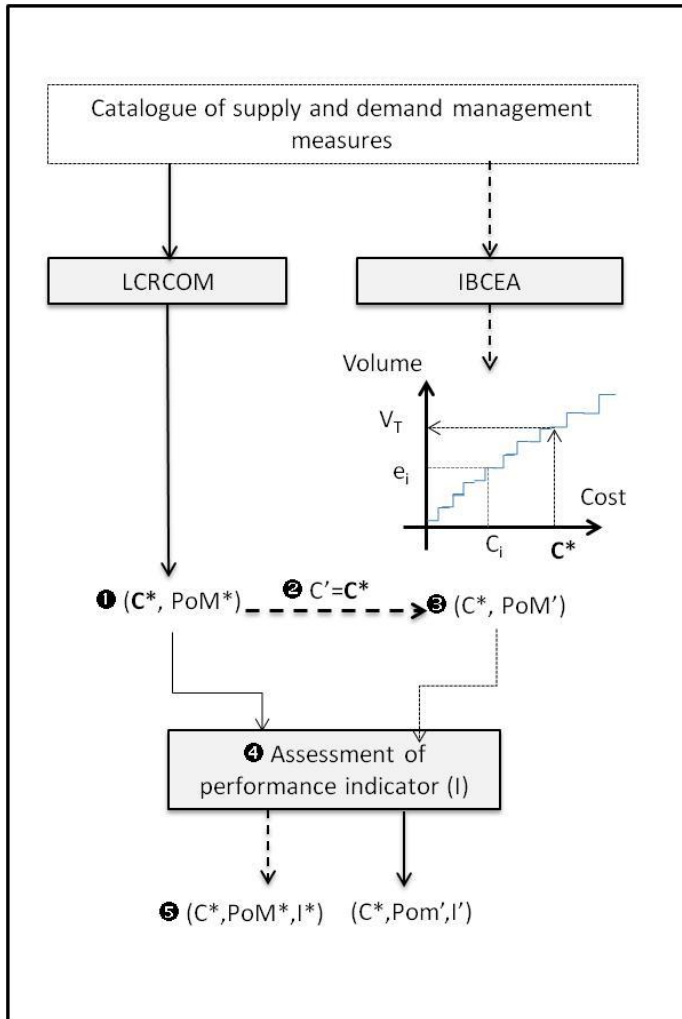 Catalogue of supply and demand management
measures
LCRCOM
IBCEA
Volume
V_T
e_i
Cost
C_i
C*
❶ (C*, PoM*)
❷ C’=C*
❸ (C*, PoM’)
❹ Assessment of
performance indicator (I)
❺ (C*,PoM*,I*)
(C*,Pom’,I’)